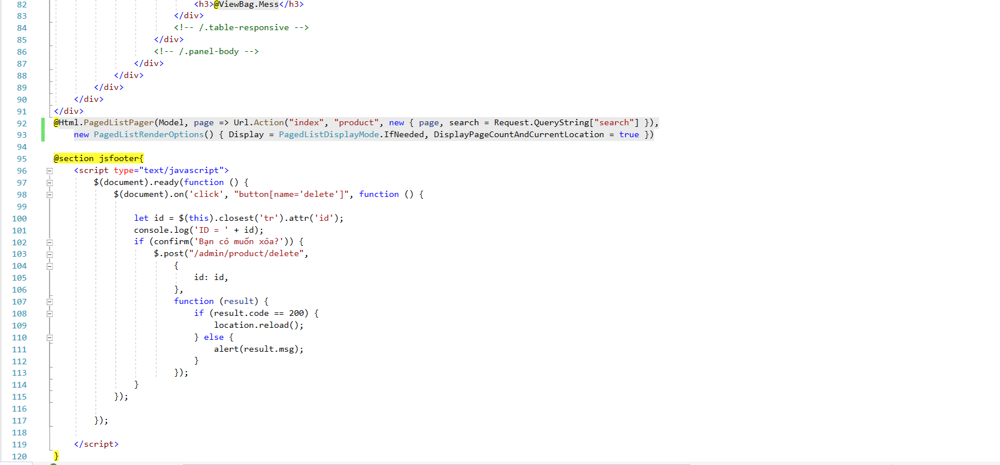 82 <h3>@ViewBag.Mess</h3>
83 </div>
84 <!-- /.table-responsive -->
85 </div>
86 <!-- /.panel-body -->
87 </div>
88 </div>
89 </div>
90 </div>
91 </div>
92 @Html.PagedListPager(Model, page => Url.Action("index", "product", new { page, search = Request.QueryString["search"] }),
93 new PagedListRenderOptions() { Display = PagedListDisplayMode.IfNeeded, DisplayPageCountAndCurrentLocation = true })
94
95 @section jsfooter{
96 <script type="text/javascript">
97 $(document).ready(function () {
98 $(document).on('click', "button[name='delete']", function () {
99
100 let id = $(this).closest('tr').attr('id');
101 console.log('ID = ' + id);
102 if (confirm('Bạn có muốn xóa?')) {
103 $.post("/admin/product/delete",
104 {
105 id: id,
106 },
107 function (result) {
108 if (result.code == 200) {
109 location.reload();
110 } else {
111 alert(result.msg);
112 }
113 });
114 }
115 });
116
117 });
118
119 </script>
120 }